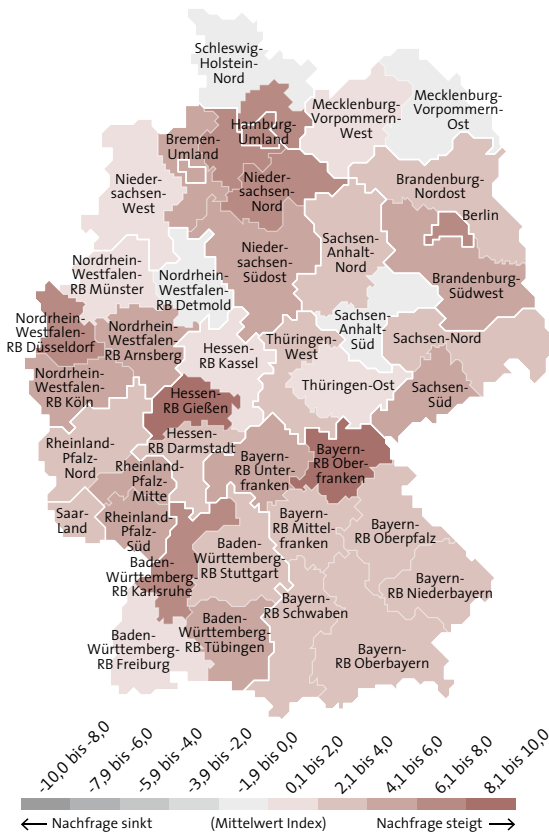 Schleswig-
Holstein-
Nord
Mecklenburg-
Vorpommern-
West
Mecklenburg-
Vorpommern-
Ost
Hamburg-
Umland
Bremen-
Umland
Nieder-
sachsen-
West
Nieder-
sachsen-
Nord
Brandenburg-
Nordost
Berlin
Nordrhein-
Westfalen-
RB Münster
Nordrhein-
Westfalen-
RB Detmold
Nieder-
sachsen-
Südost
Sachsen-
Anhalt-
Nord
Brandenburg-
Südwest
Nordrhein-
Westfalen-
RB Düsseldorf
Nordrhein-
Westfalen-
RB Arnsberg
Hessen-
RB Kassel
Thüringen-
West
Sachsen-
Anhalt-
Süd
Sachsen-Nord
Nordrhein-
Westfalen-
RB Köln
Hessen-
RB Gießen
Thüringen-Ost
Sachsen-
Süd
Rheinland-
Pfalz-
Nord
Hessen-
RB Darmstadt
Rheinland-
Pfalz-
Mitte
Bayern-
RB Unter-
franken
Bayern-
RB Ober-
franken
Saar-
Land
Rheinland-
Pfalz-
Süd
Bayern-
RB Mittel-
franken
Bayern-
RB Oberpfalz
Baden-
Württemberg-
RB Karlsruhe
Baden-
Württemberg-
RB Stuttgart
Bayern-
RB Niederbayern
Bayern-
RB Schwaben
Baden-
Württemberg-
RB Freiburg
Baden-
Württemberg-
RB Tübingen
Bayern-
RB Oberbayern
-10,0 bis -8,0
-7,9 bis -6,0
-5,9 bis -4,0
-3,9 bis -2,0
-1,9 bis 0,0
0,1 bis 2,0
2,1 bis 4,0
4,1 bis 6,0
6,1 bis 8,0
8,1 bis 10,0
← Nachfrage sinkt (Mittelwert Index) Nachfrage steigt →